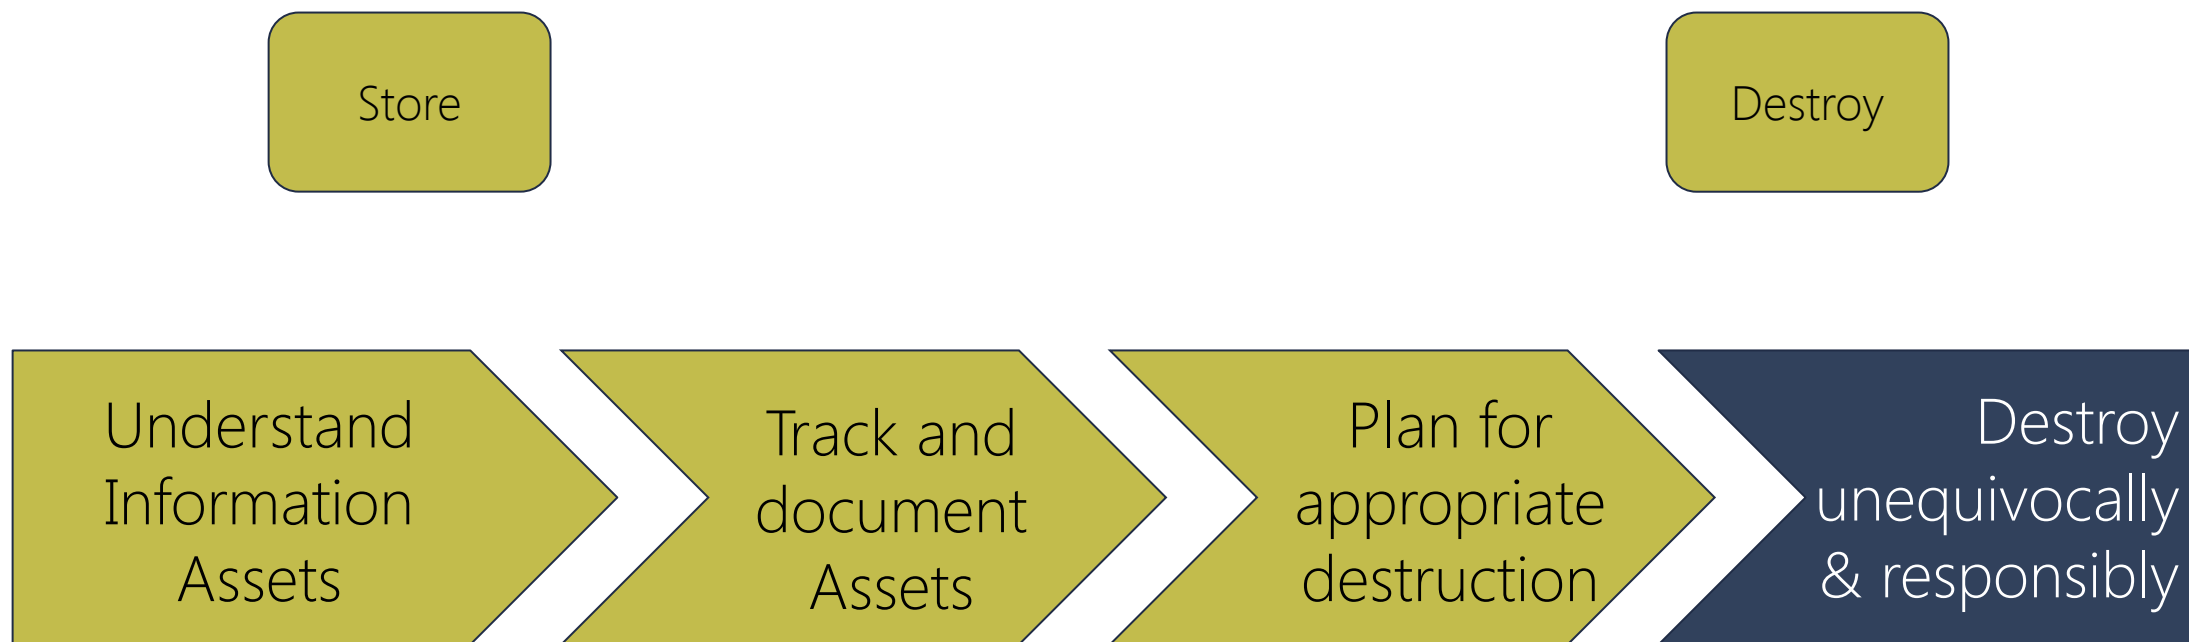 Store
Destroy
Understand
Information
Assets
Track and
document
Assets
Plan for
appropriate
destruction
Destroy
unequivocally
& responsibly